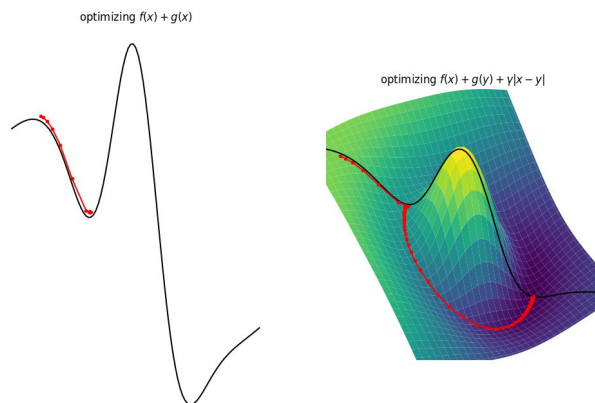 optimizing f(x) + g(x)
optimizing f(x) + g(y) + γ|x − y|